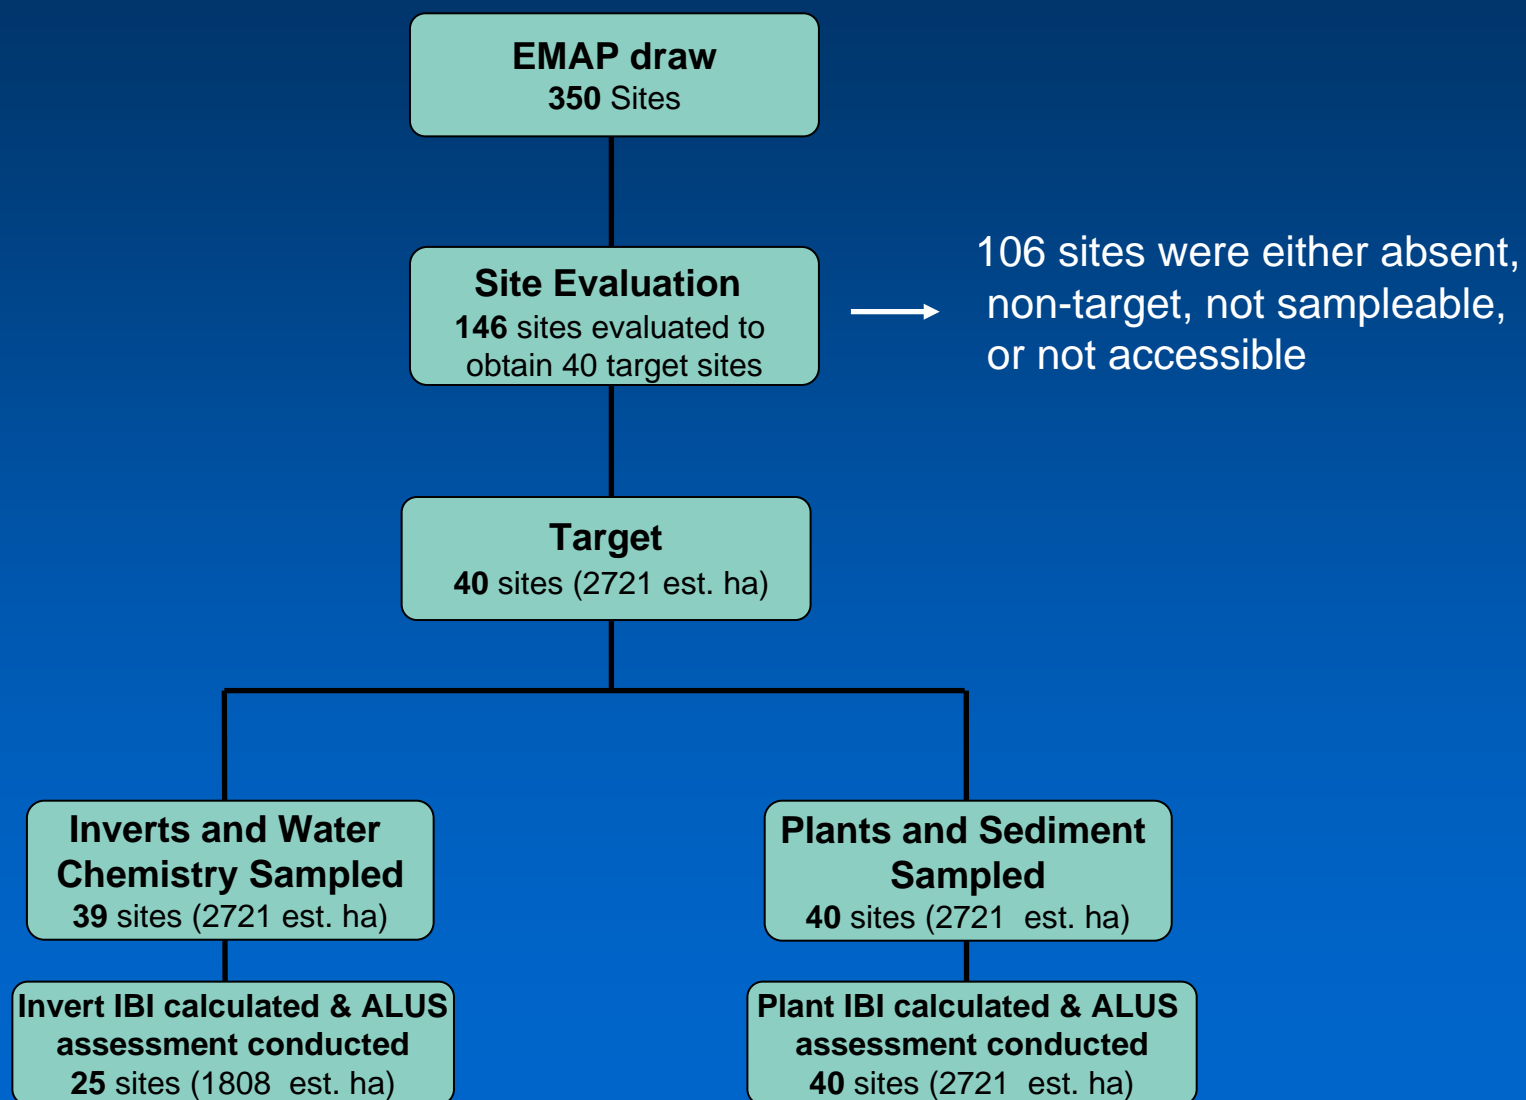 EMAP draw
350 Sites
Site Evaluation
146 sites evaluated to
obtain 40 target sites
106 sites were either absent,
non-target, not sampleable,
or not accessible
Target
40 sites (2721 est. ha)
Inverts and Water
Chemistry Sampled
39 sites (2721 est. ha)
Plants and Sediment
Sampled
40 sites (2721 est. ha)
Invert IBI calculated & ALUS
assessment conducted
25 sites (1808 est. ha)
Plant IBI calculated & ALUS
assessment conducted
40 sites (2721 est. ha)